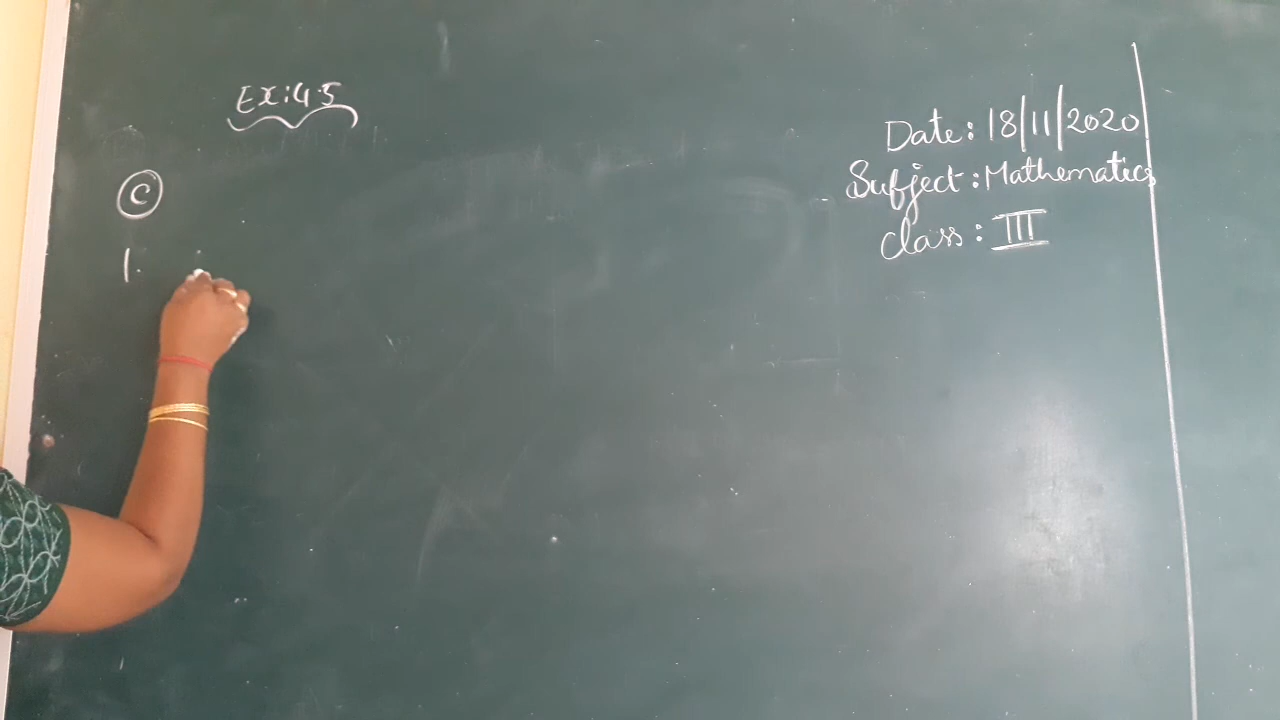 Ex:4.5
Date: 18/11/2020
Subject: Mathematics
Class: III
C
1.